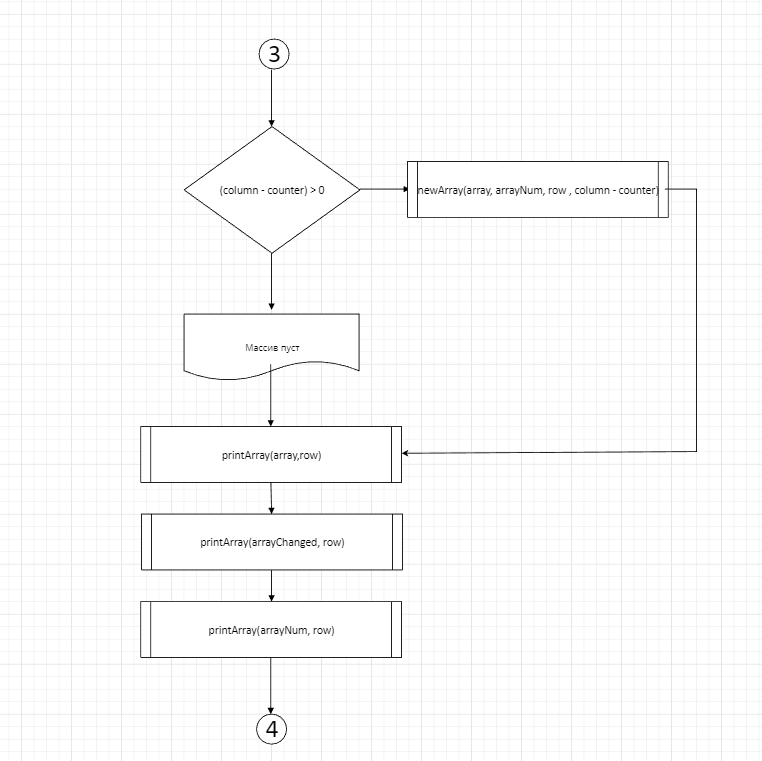 3
(column - counter) > 0
newArray(array, arrayNum, row , column - counter)
Массив пуст
printArray(array,row)
printArray(arrayChanged, row)
printArray(arrayNum, row)
4